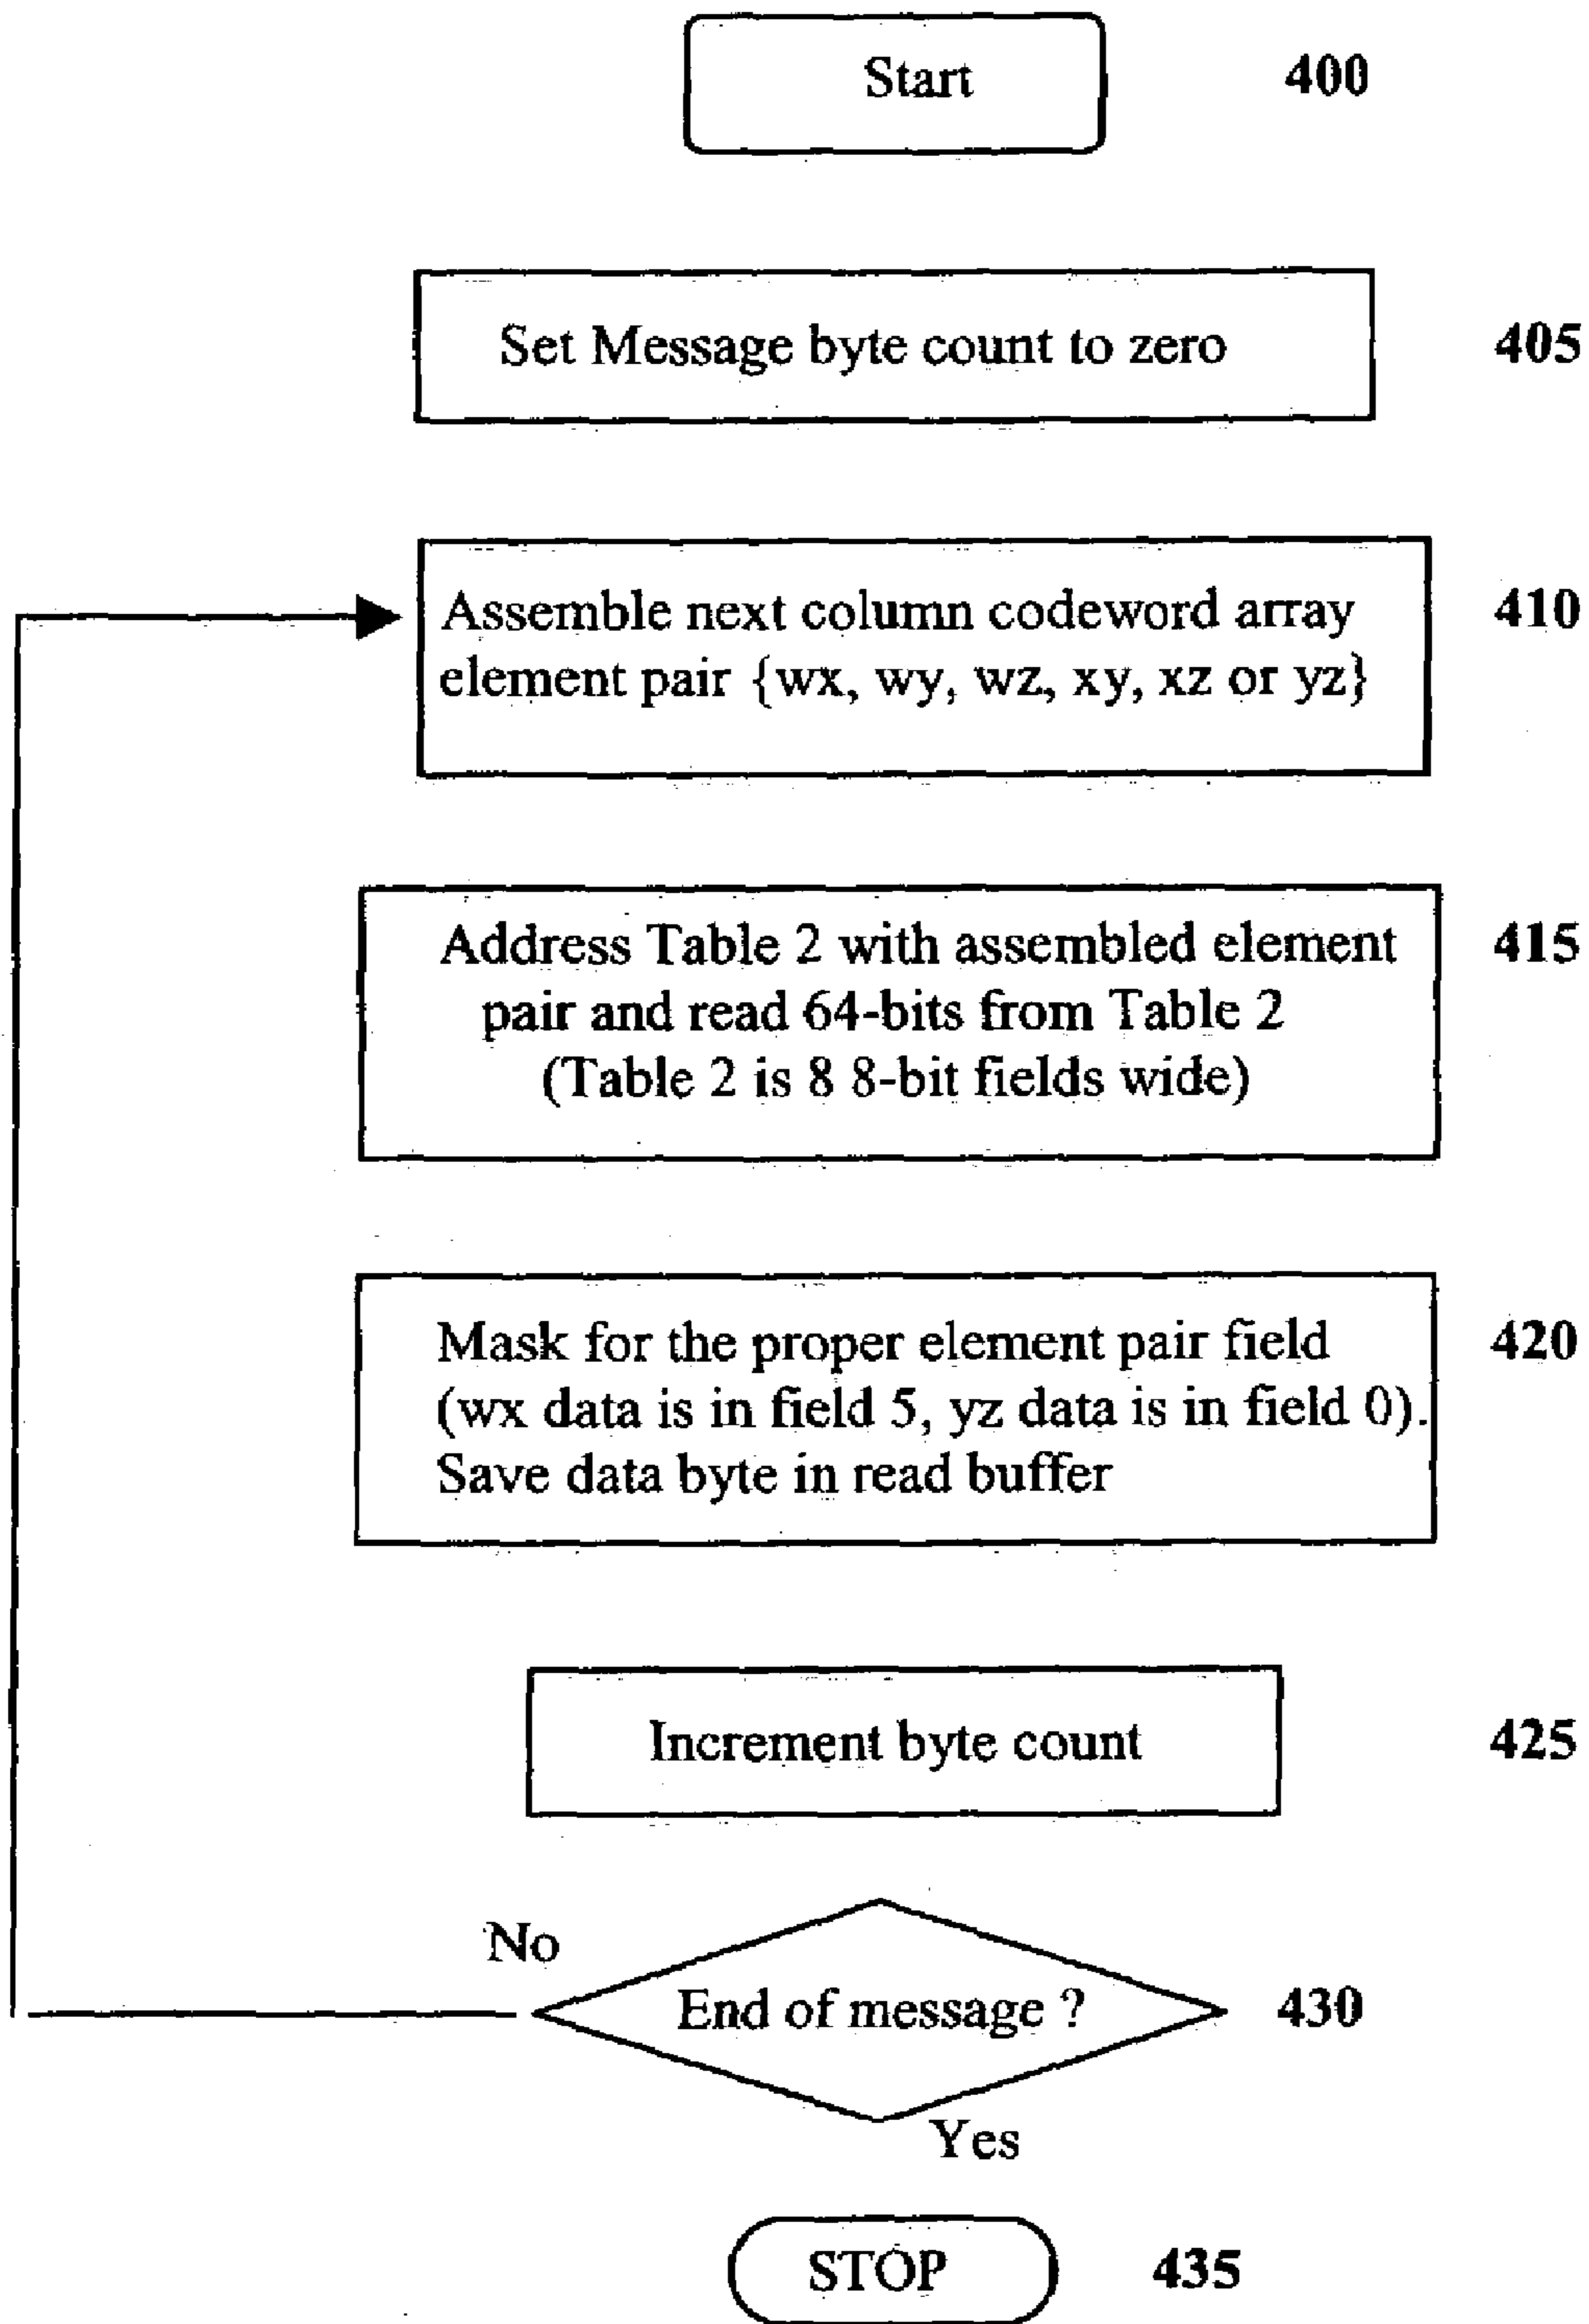 Start 400
Set Message byte count to zero 405
Assemble next column codeword array 410
element pair {wx, wy, wz, xy, xz or yz}
Address Table 2 with assembled element 415
pair and read 64-bits from Table 2
(Table 2 is 8 8-bit fields wide)
Mask for the proper element pair field 420
(wx data is in field 5, yz data is in field 0).
Save data byte in read buffer
Increment byte count 425
No
End of message ? 430
Yes
STOP 435